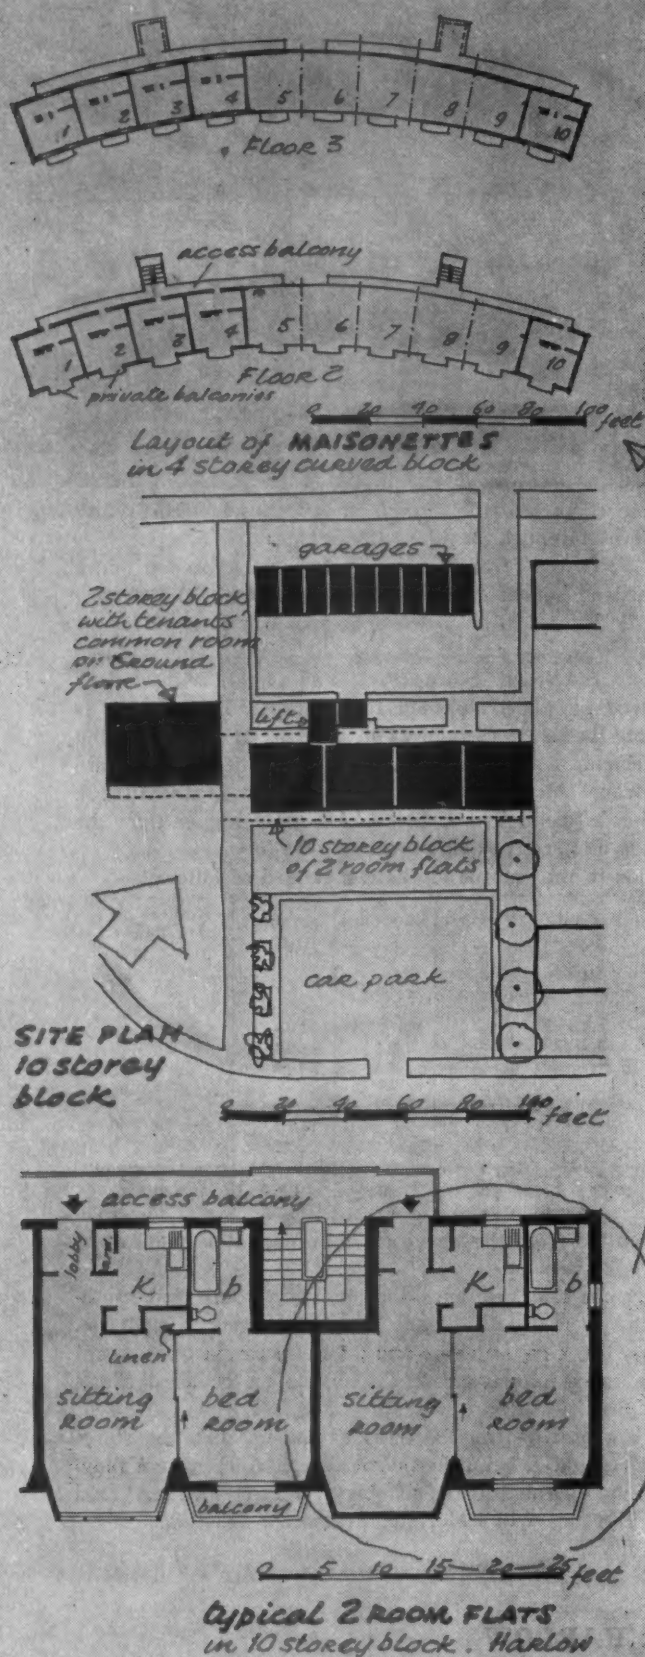 1 2 3 4 5 6 7 8 9 10
FLOOR 3
access balcony
1 2 3 4 5 6 7 8 9 10
FLOOR 2
private balconies
0 20 40 60 80 100 feet
Layout of MAISONETTES
in 4 storey curved block
garages
2 storey block
with tenants'
common room
on Ground
floor
lift
10 storey block
of 2 room flats
car park
SITE PLAN
10 storey
block
0 20 40 60 80 100 feet
access balcony
lobby
K b K b
linen
sitting room
bed room
sitting room
bed room
balcony
0 5 10 15 20 25 feet
typical 2 ROOM FLATS
in 10 storey block. Harlow